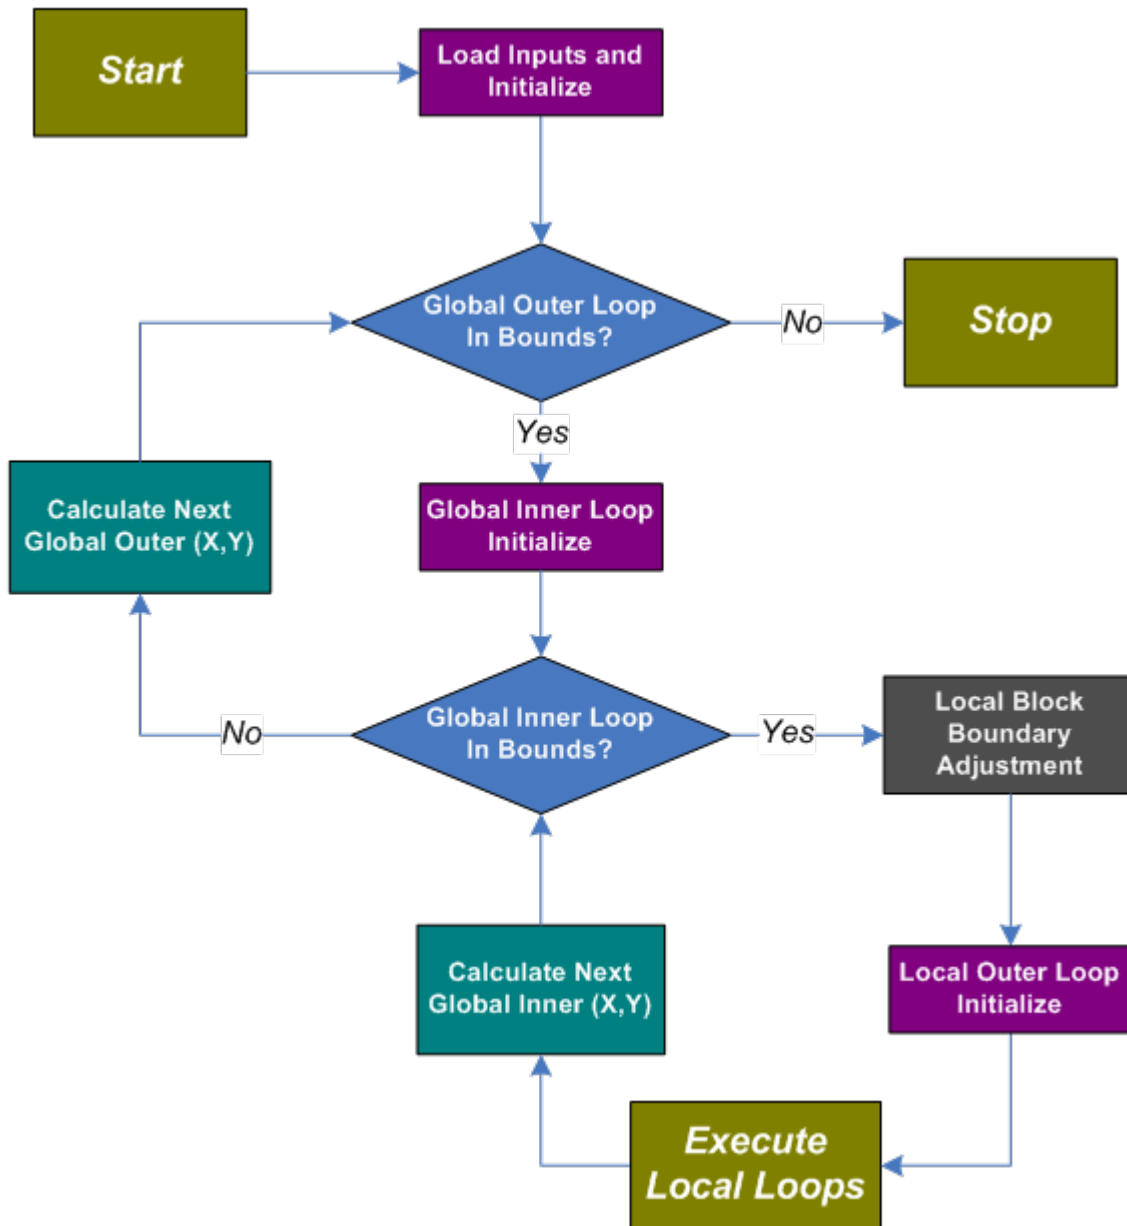 Start
Load Inputs and
Initialize
Global Outer Loop
In Bounds?
No
Stop
Yes
Calculate Next
Global Outer (X,Y)
Global Inner Loop
Initialize
Global Inner Loop
In Bounds?
No
Yes
Local Block
Boundary
Adjustment
Calculate Next
Global Inner (X,Y)
Local Outer Loop
Initialize
Execute
Local Loops